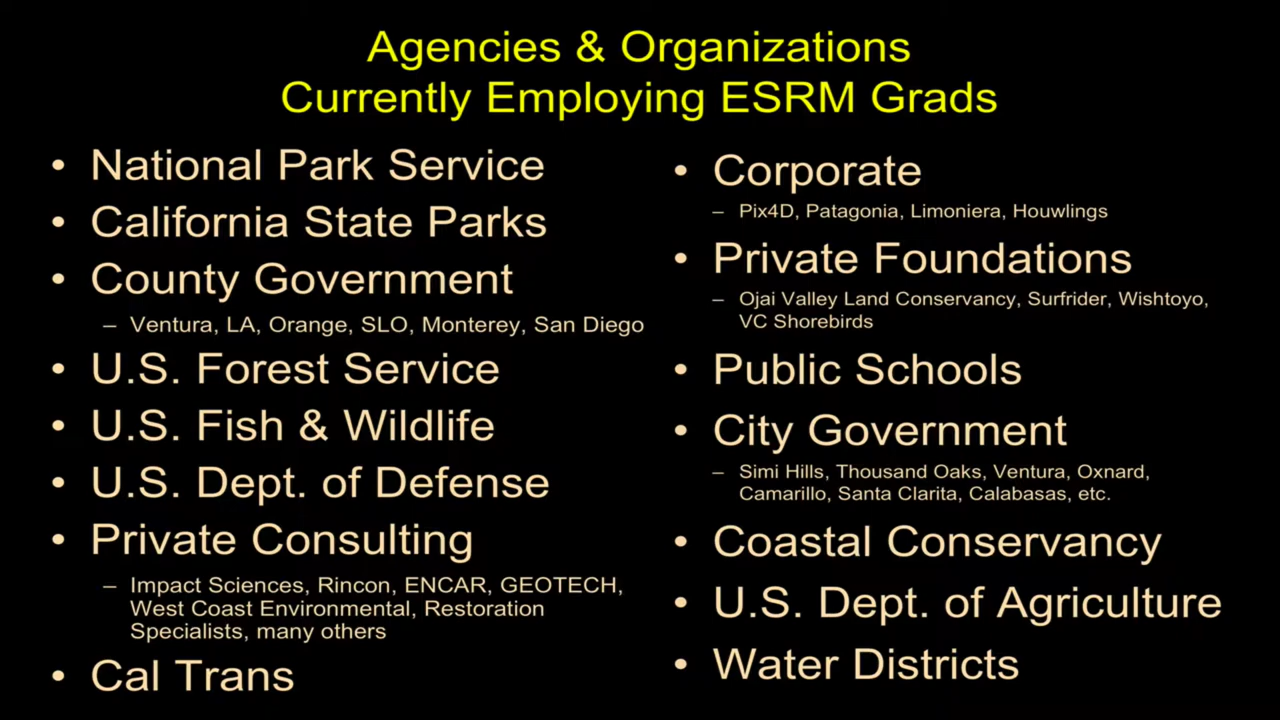 Agencies & Organizations
Currently Employing ESRM Grads
• National Park Service
• California State Parks
• County Government
– Ventura, LA, Orange, SLO, Monterey, San Diego
• U.S. Forest Service
• U.S. Fish & Wildlife
• U.S. Dept. of Defense
• Private Consulting
– Impact Sciences, Rincon, ENCAR, GEOTECH,
West Coast Environmental, Restoration
Specialists, many others
• Cal Trans
• Corporate
– Pix4D, Patagonia, Limoniera, Houwlings
• Private Foundations
– Ojai Valley Land Conservancy, Surfrider, Wishtoyo,
VC Shorebirds
• Public Schools
• City Government
– Simi Hills, Thousand Oaks, Ventura, Oxnard,
Camarillo, Santa Clarita, Calabasas, etc.
• Coastal Conservancy
• U.S. Dept. of Agriculture
• Water Districts